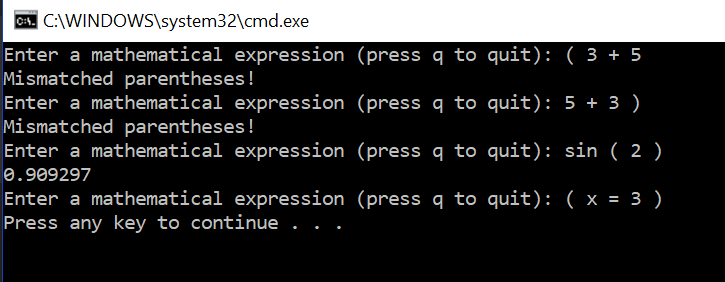 C:\WINDOWS\system32\cmd.exe
Enter a mathematical expression (press q to quit): ( 3 + 5
Mismatched parentheses!
Enter a mathematical expression (press q to quit): 5 + 3 )
Mismatched parentheses!
Enter a mathematical expression (press q to quit): sin ( 2 )
0.909297
Enter a mathematical expression (press q to quit): ( x = 3 )
Press any key to continue . . .